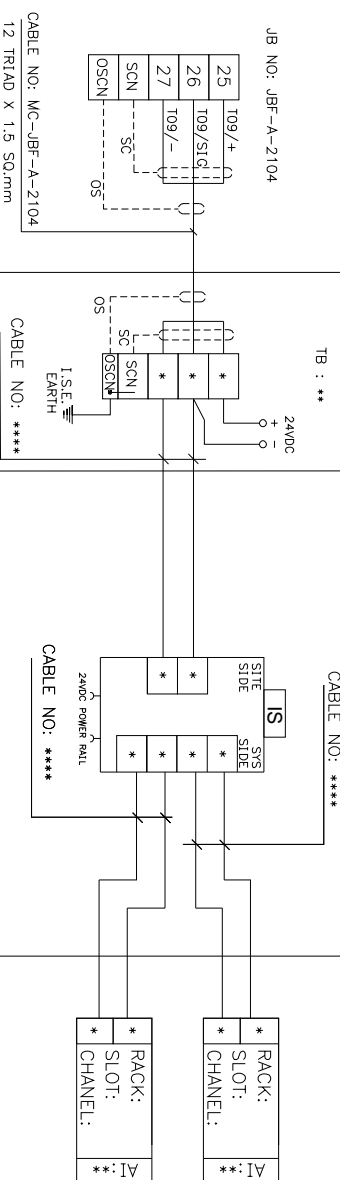 JB NO: JBF-A-2104
25
26
27
SCN
OSCN
T09/+
T09/SIG
T09/-
SC
OS
CABLE NO: MC-JBF-A-2104
12 TRIAD X 1.5 SQ.mm
TB : **
24VDC
+
-
*
*
*
SCN
OSCN
SC
OS
I.S.E.
EARTH
CABLE NO: ****
IS
SITE
SIDE
SYS
SIDE
*
*
*
*
*
*
24VDC POWER RAIL
CABLE NO: ****
CABLE NO: ****
RACK:
SLOT:
CHANEL:
*
*
AI:**
RACK:
SLOT:
CHANEL:
*
*
AI:**